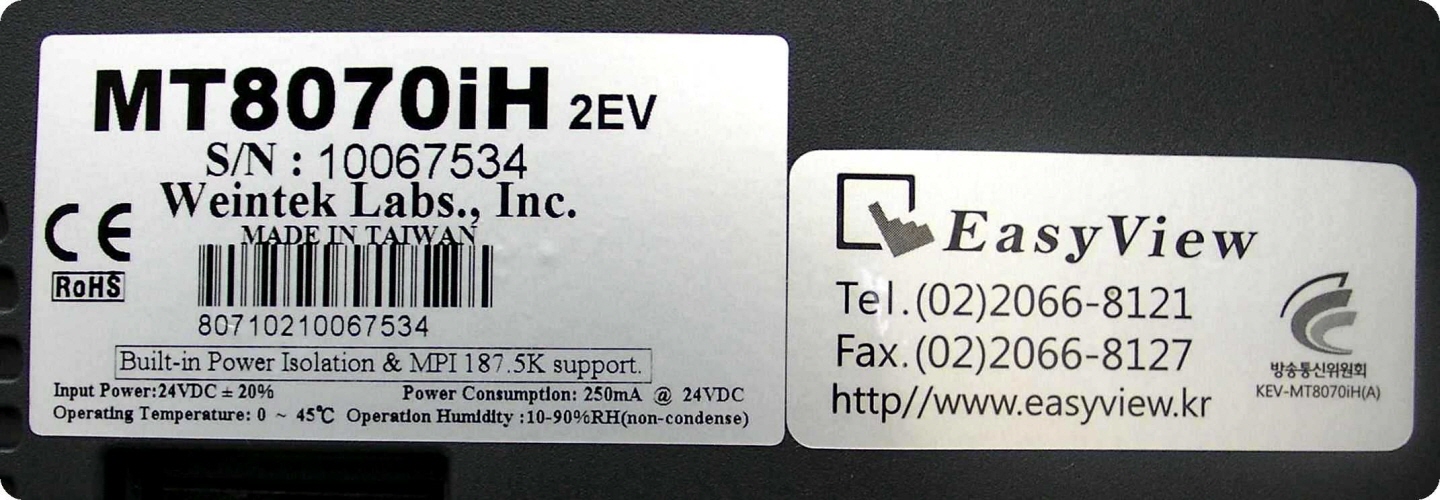 MT8070iH 2EV
S/N : 10067534
Weintek Labs., Inc.
MADE IN TAIWAN
CE
RoHS
80710210067534
Built-in Power Isolation & MPI 187.5K support.
Input Power:24VDC ± 20% Power Consumption: 250mA @ 24VDC
Operating Temperature: 0 ~ 45℃ Operation Humidity :10-90%RH(non-condense)
EasyView
Tel.(02)2066-8121
Fax.(02)2066-8127
http//www.easyview.kr
방송통신위원회
KEV-MT8070iH(A)